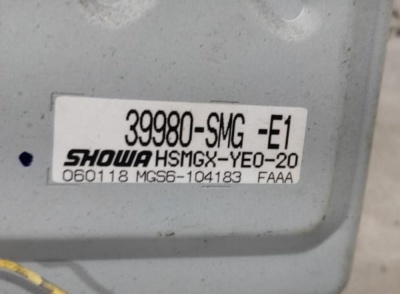 39980-SMG -E1
SHOWA HSMGX-YE0-20
060118 MGS6-104183 FAAA